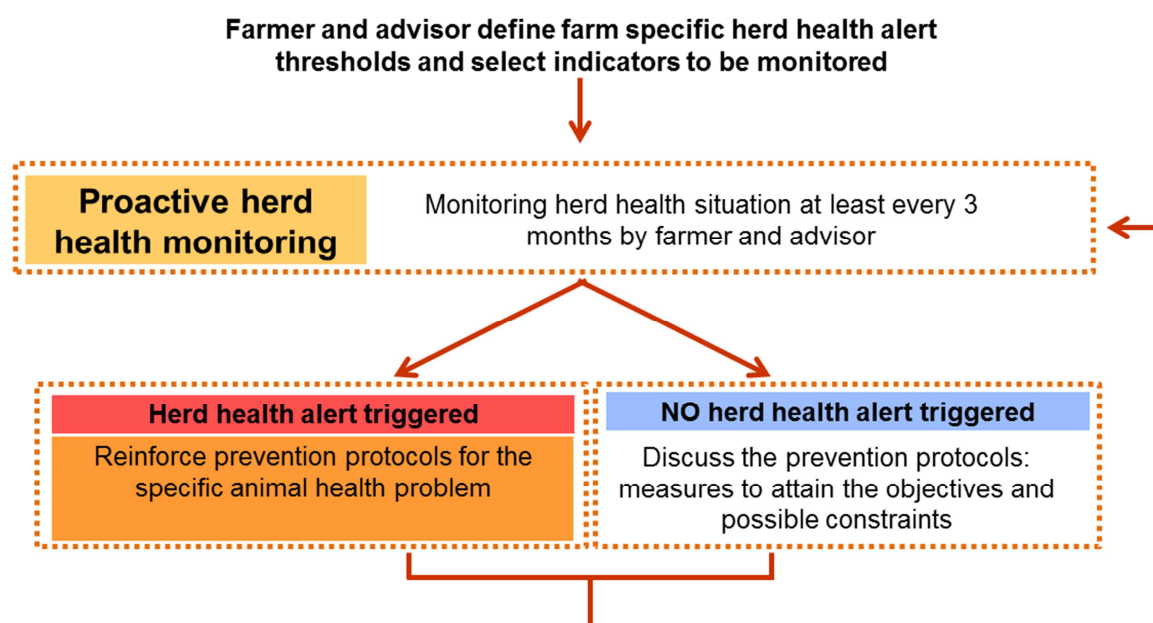 Farmer and advisor define farm specific herd health alert
thresholds and select indicators to be monitored
Proactive herd
health monitoring
Monitoring herd health situation at least every 3
months by farmer and advisor
Herd health alert triggered
Reinforce prevention protocols for the
specific animal health problem
NO herd health alert triggered
Discuss the prevention protocols:
measures to attain the objectives and
possible constraints